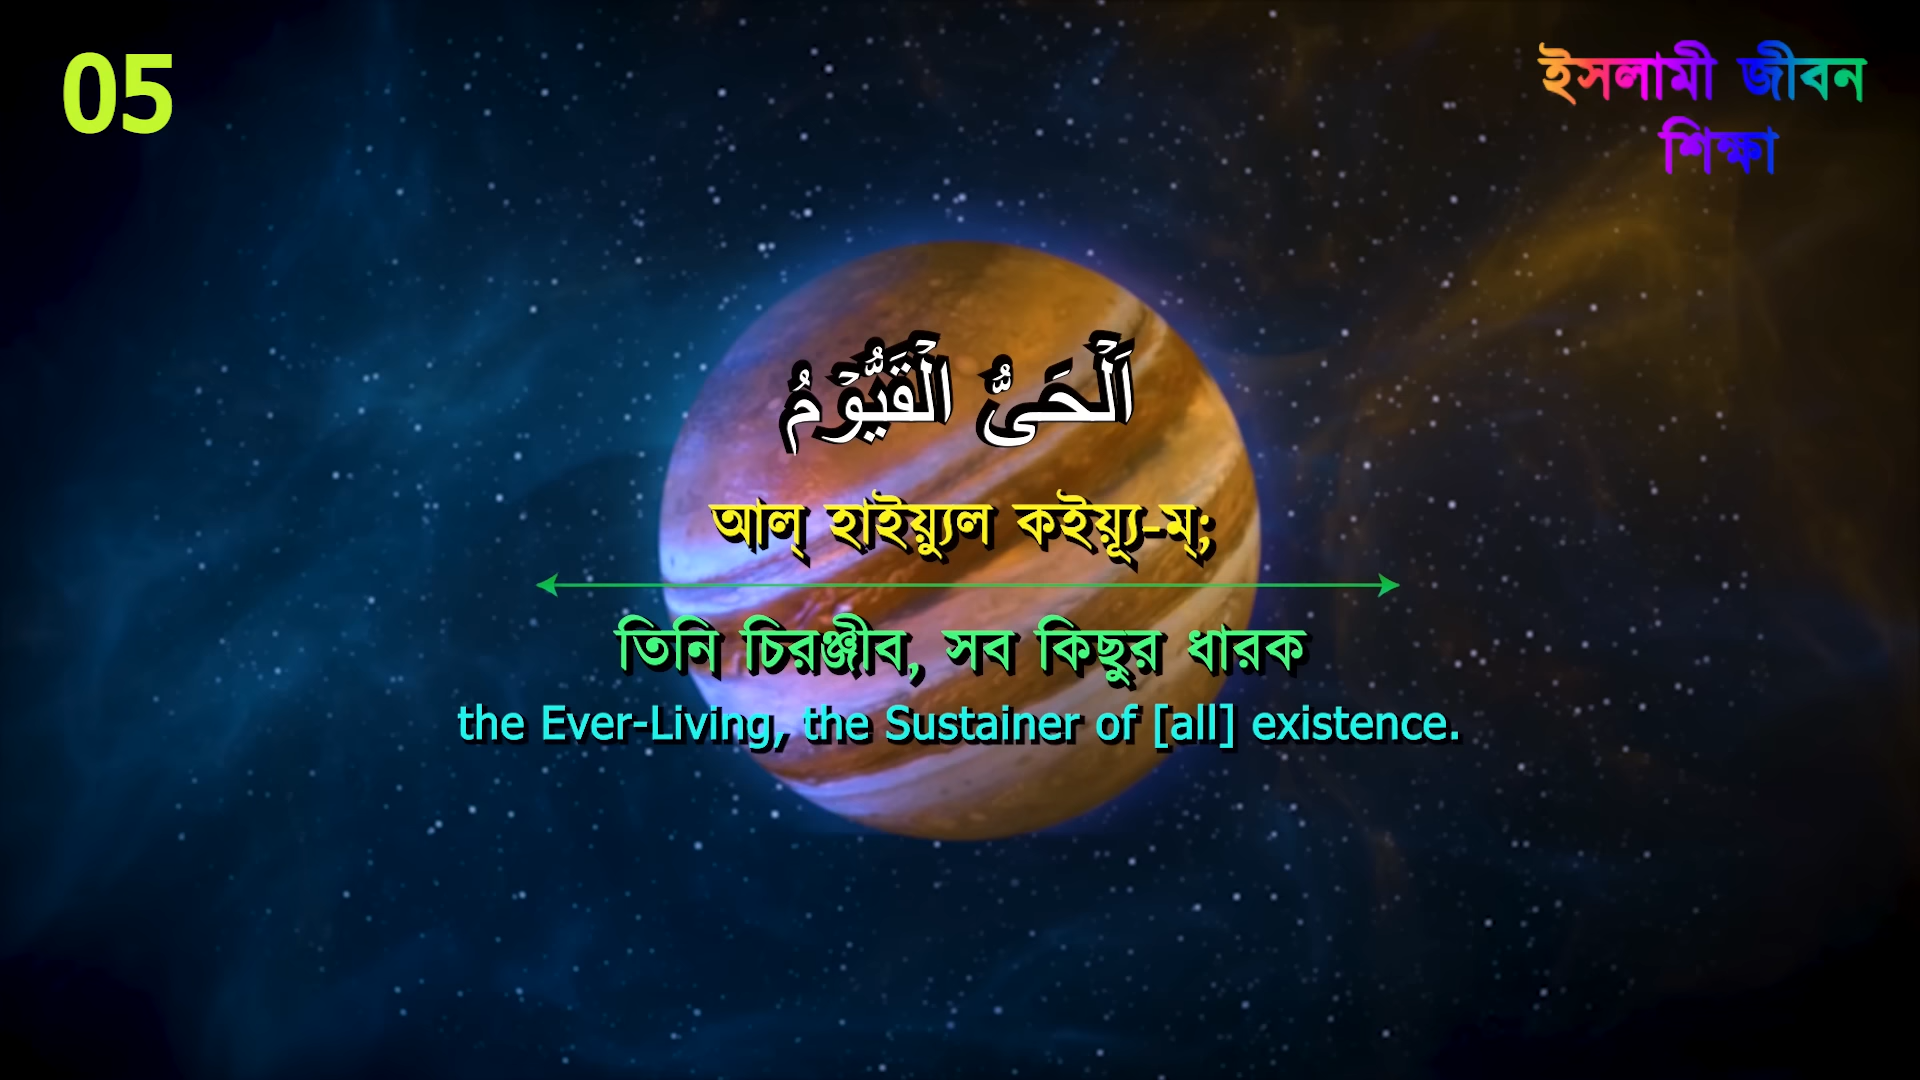 05
ইসলামী জীবন
শিক্ষা
اَلْحَىُّ الْقَيُّوْمُ
আল্ হাইয়্যুল কইয়্যূ-ম্;
তিনি চিরঞ্জীব, সব কিছুর ধারক
the Ever-Living, the Sustainer of [all] existence.